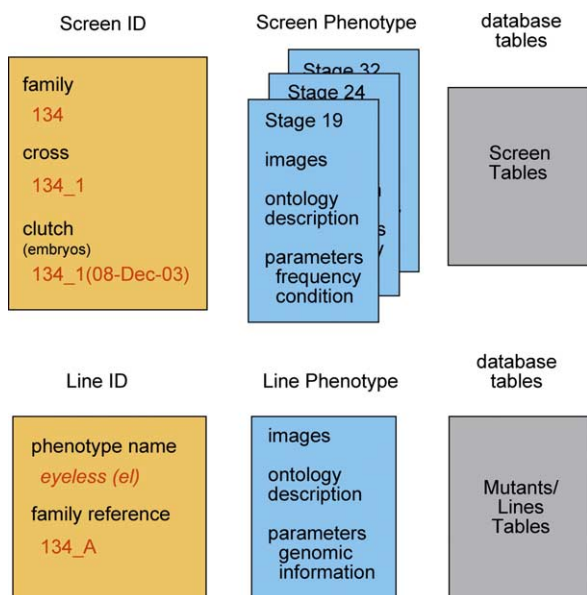 Screen ID
family
134
cross
134_1
clutch
(embryos)
134_1(08-Dec-03)
Screen Phenotype
Stage 32
Stage 24
Stage 19
images
ontology
description
parameters
frequency
condition
database
tables
Screen
Tables
Line ID
phenotype name
eyeless (el)
family reference
134_A
Line Phenotype
images
ontology
description
parameters
genomic
information
database
tables
Mutants/
Lines
Tables